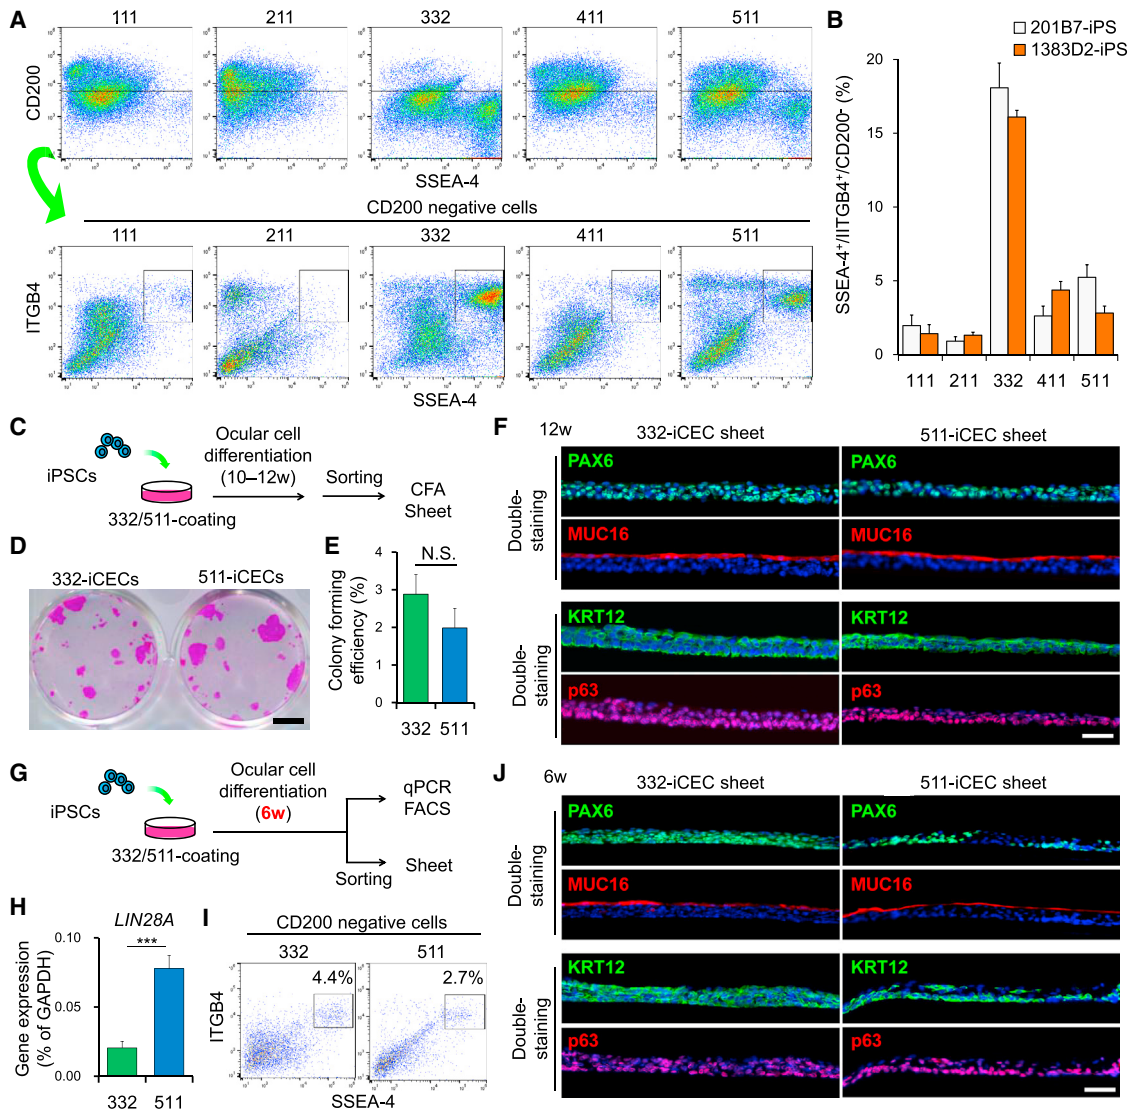 A
111
211
332
411
511
CD200
SSEA-4
CD200 negative cells
111
211
332
411
511
ITGB4
SSEA-4
B
201B7-iPS
1383D2-iPS
SSEA-4+/IITGB4+/CD200- (%)
20
15
10
5
0
111
211
332
411
511
C
iPSCs
332/511-coating
Ocular cell
differentiation
(10–12w)
Sorting
CFA
Sheet
D
332-iCECs
511-iCECs
E
N.S.
Colony forming
efficiency (%)
4
3
2
1
0
332
511
F
12w
332-iCEC sheet
511-iCEC sheet
Double-
staining
PAX6
PAX6
MUC16
MUC16
Double-
staining
KRT12
KRT12
p63
p63
G
iPSCs
332/511-coating
Ocular cell
differentiation
(6w)
qPCR
FACS
Sorting
Sheet
H
LIN28A
***
Gene expression
(% of GAPDH)
0.10
0.05
0.00
332
511
I
CD200 negative cells
332
511
4.4%
2.7%
ITGB4
SSEA-4
J
6w
332-iCEC sheet
511-iCEC sheet
Double-
staining
PAX6
PAX6
MUC16
MUC16
Double-
staining
KRT12
KRT12
p63
p63